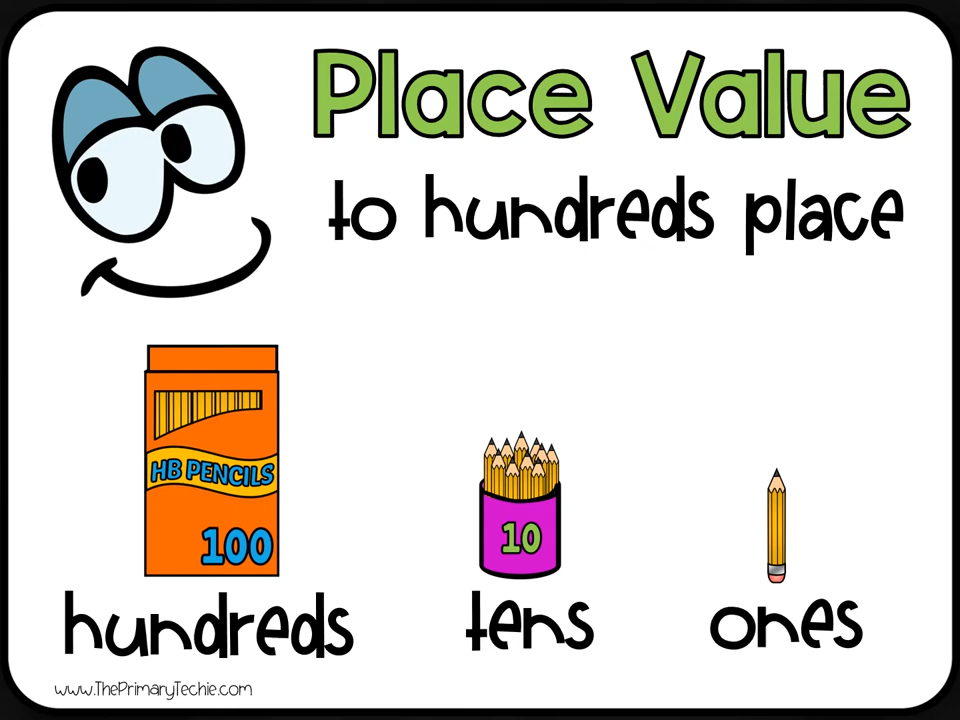 Place Value
to hundreds place
HB PENCILS
100
10
hundreds tens ones
www.ThePrimaryTechie.com